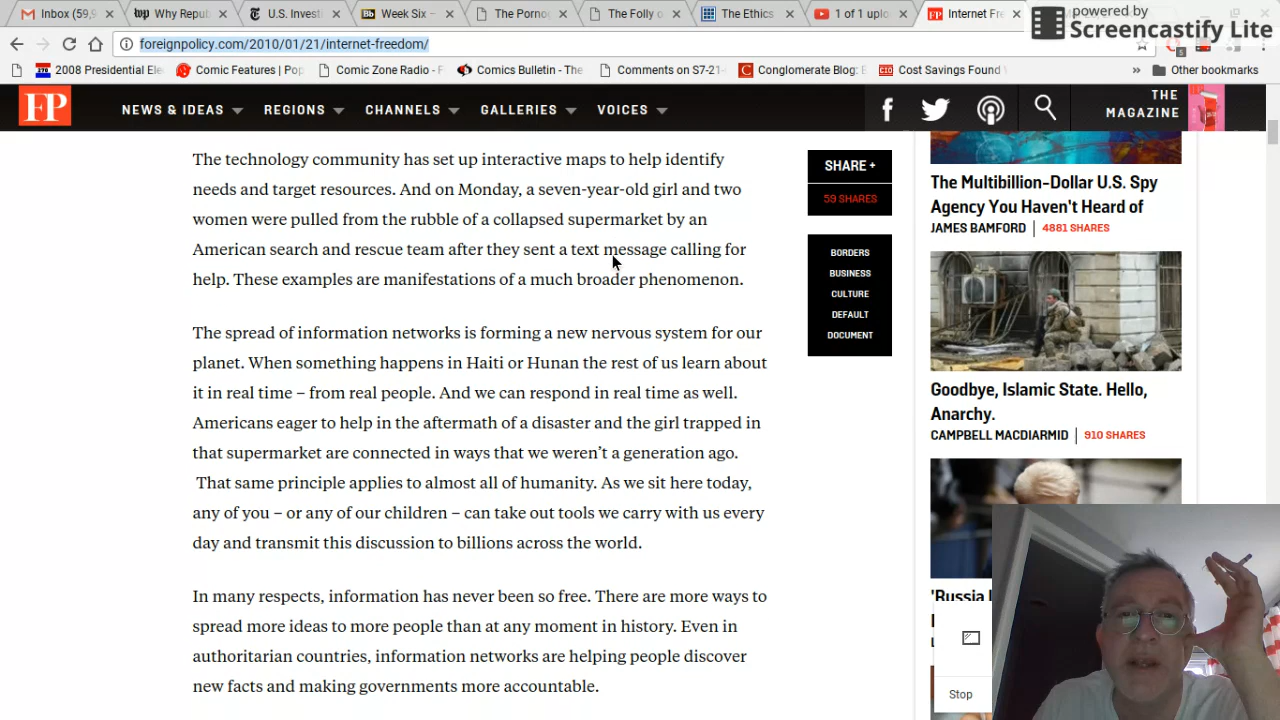 Inbox (59,9
Why Repub
U.S. Investi
Bb Week Six –
The Pornog
The Folly o
The Ethics
1 of 1 uplo
FP Internet Fre
powered by
Screencastify Lite
foreignpolicy.com/2010/01/21/internet-freedom/
5
2008 Presidential Ele
Comic Features | Pop
Comic Zone Radio - F
Comics Bulletin - The
Comments on S7-21-
C Conglomerate Blog: E
CIO Cost Savings Found
» Other bookmarks
FP
NEWS & IDEAS
REGIONS
CHANNELS
GALLERIES
VOICES
THE
MAGAZINE
The technology community has set up interactive maps to help identify
needs and target resources. And on Monday, a seven-year-old girl and two
women were pulled from the rubble of a collapsed supermarket by an
American search and rescue team after they sent a text message calling for
help. These examples are manifestations of a much broader phenomenon.
The spread of information networks is forming a new nervous system for our
planet. When something happens in Haiti or Hunan the rest of us learn about
it in real time – from real people. And we can respond in real time as well.
Americans eager to help in the aftermath of a disaster and the girl trapped in
that supermarket are connected in ways that we weren't a generation ago.
That same principle applies to almost all of humanity. As we sit here today,
any of you – or any of our children – can take out tools we carry with us every
day and transmit this discussion to billions across the world.
In many respects, information has never been so free. There are more ways to
spread more ideas to more people than at any moment in history. Even in
authoritarian countries, information networks are helping people discover
new facts and making governments more accountable.
SHARE +
59 SHARES
BORDERS
BUSINESS
CULTURE
DEFAULT
DOCUMENT
The Multibillion-Dollar U.S. Spy
Agency You Haven't Heard of
JAMES BAMFORD | 4881 SHARES
Goodbye, Islamic State. Hello,
Anarchy.
CAMPBELL MACDIARMID | 910 SHARES
'Russia
Stop